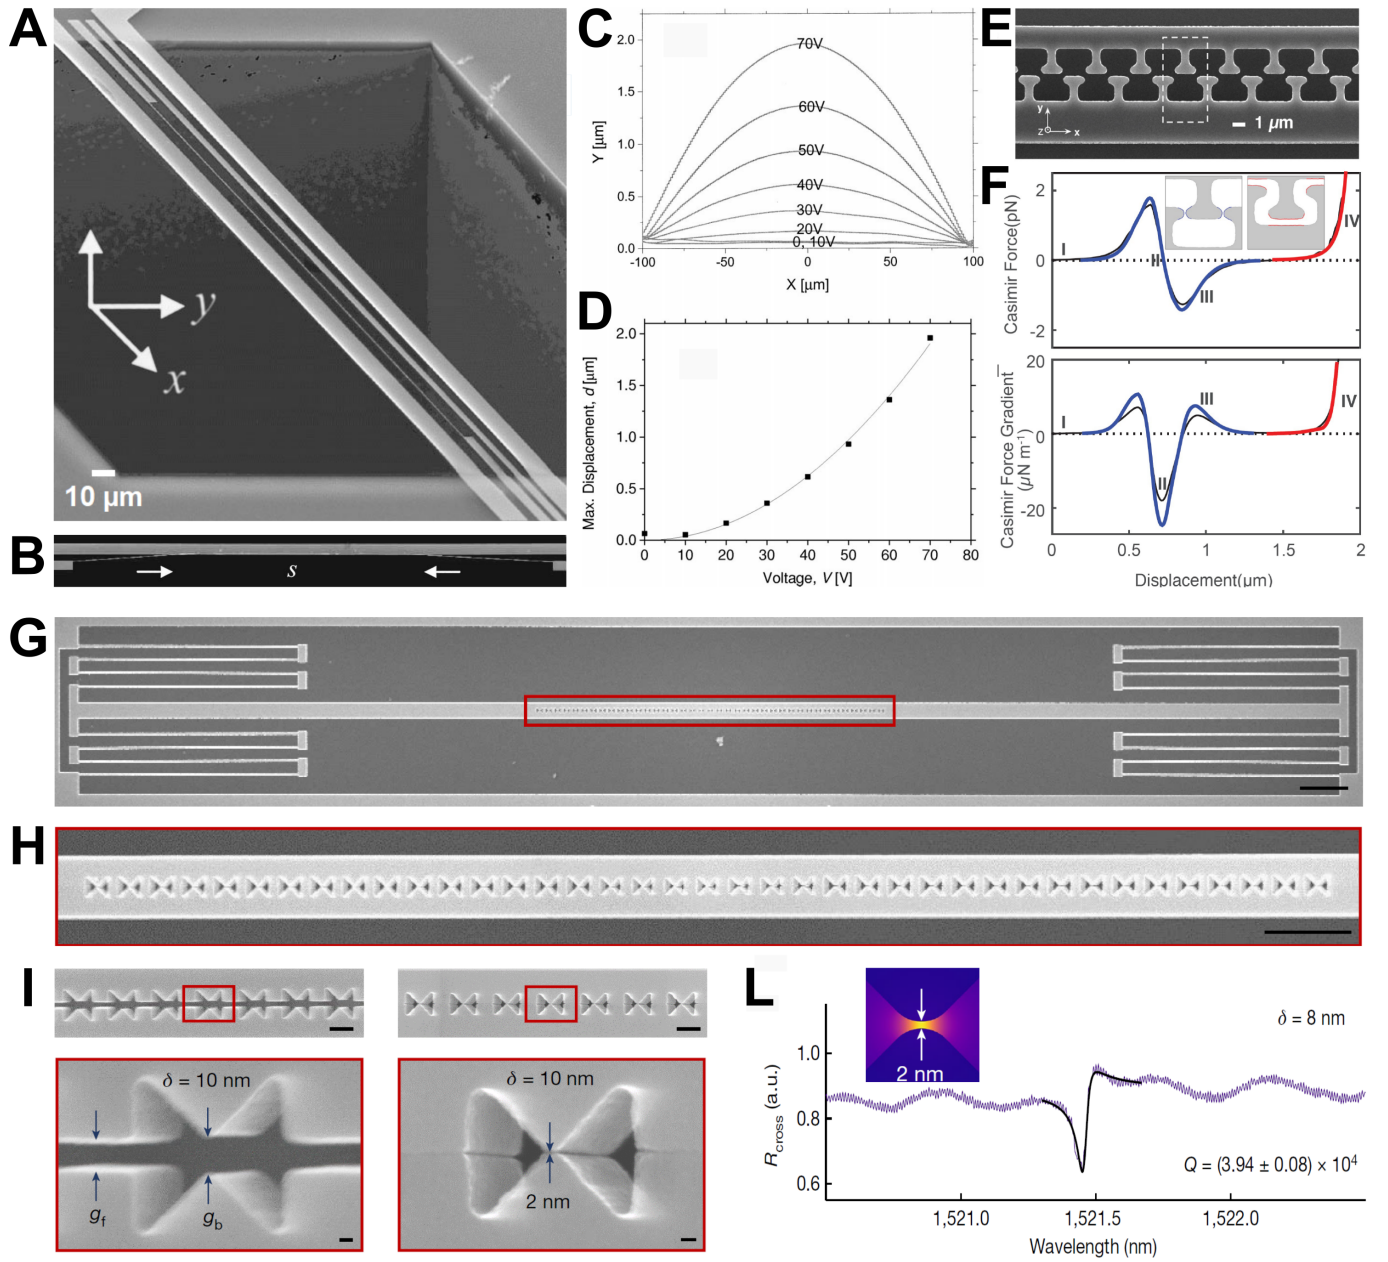 A
y
x
10 µm
B
s
C
Y [µm]
2.0
1.5
1.0
0.5
0.0
70V
60V
50V
40V
30V
20V
0, 10V
-100
-50
0
50
100
X [µm]
D
Max. Displacement, d [µm]
2.0
1.5
1.0
0.5
0.0
0
10
20
30
40
50
60
70
80
Voltage, V [V]
E
y
z
x
1 µm
F
Casimir Force(pN)
2
0
-2
I
II
III
IV
Casimir Force Gradient
(µN m⁻¹)
20
0
-20
I
II
III
IV
0
0.5
1
1.5
2
Displacement(µm)
G
H
I
δ = 10 nm
g_f
g_b
δ = 10 nm
2 nm
L
2 nm
δ = 8 nm
R_cross (a.u.)
1.0
0.8
0.6
Q = (3.94 ± 0.08) × 10⁴
1,521.0
1,521.5
1,522.0
Wavelength (nm)